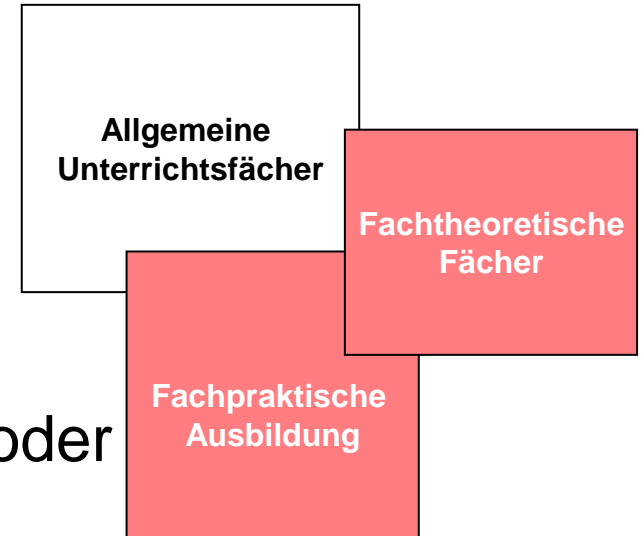 Allgemeine
Unterrichtsfächer
Fachtheoretische
Fächer
Fachpraktische
Ausbildung
oder